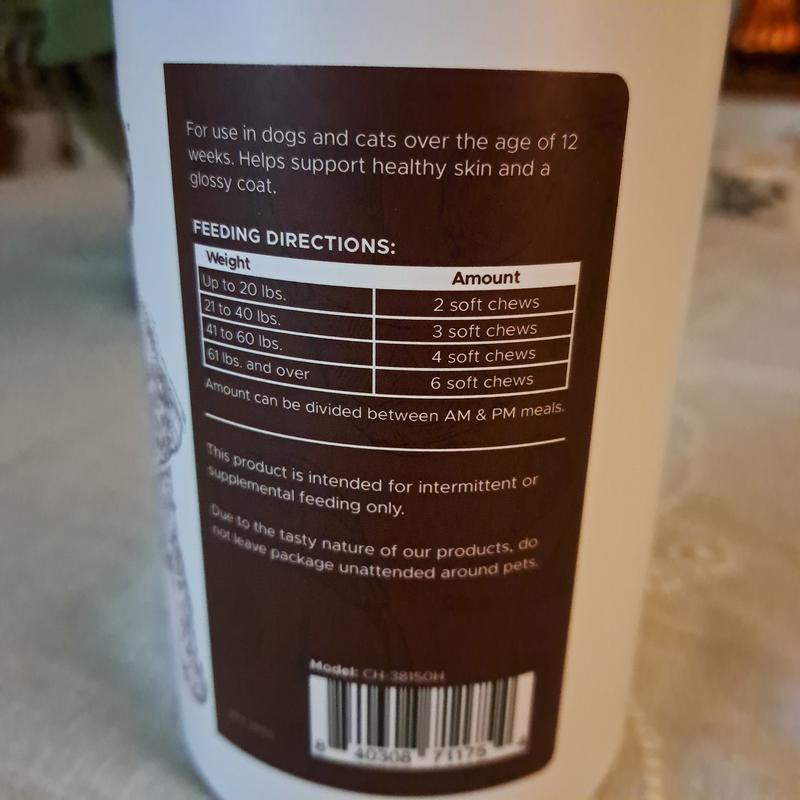 For use in dogs and cats over the age of 12
weeks. Helps support healthy skin and a
glossy coat.
FEEDING DIRECTIONS:
Weight Amount
Up to 20 lbs. 2 soft chews
21 to 40 lbs. 3 soft chews
41 to 60 lbs. 4 soft chews
61 lbs. and over 6 soft chews
Amount can be divided between AM & PM meals.
This product is intended for intermittent or
supplemental feeding only.
Due to the tasty nature of our products, do
not leave package unattended around pets.
Model: CH-38150H
8 40308 71178 4